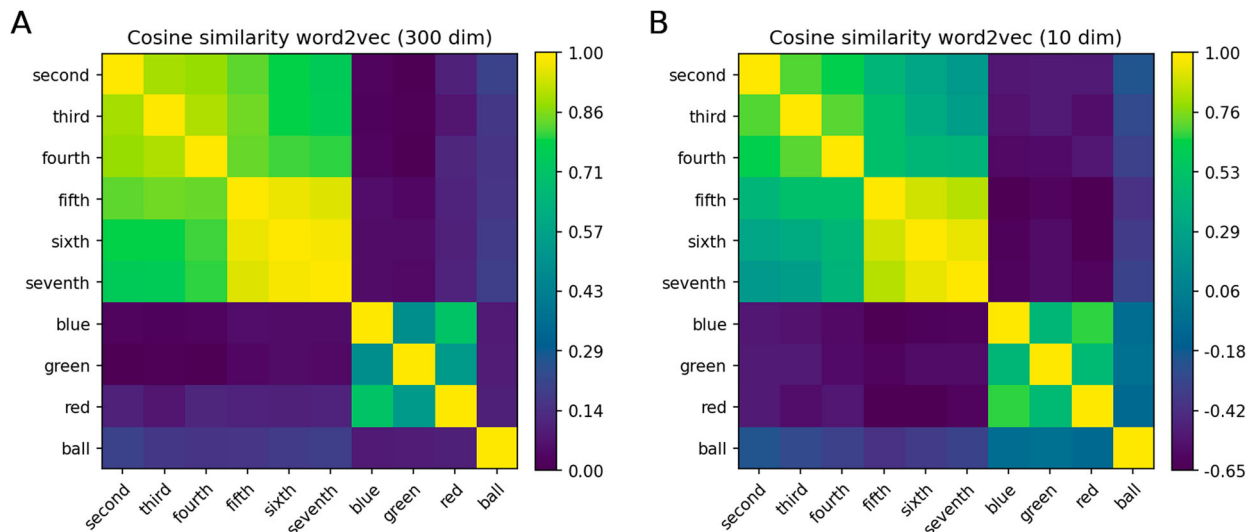 A
Cosine similarity word2vec (300 dim)
second
third
fourth
fifth
sixth
seventh
blue
green
red
ball
second
third
fourth
fifth
sixth
seventh
blue
green
red
ball
1.00
0.86
0.71
0.57
0.43
0.29
0.14
0.00
B
Cosine similarity word2vec (10 dim)
second
third
fourth
fifth
sixth
seventh
blue
green
red
ball
second
third
fourth
fifth
sixth
seventh
blue
green
red
ball
1.00
0.76
0.53
0.29
0.06
-0.18
-0.42
-0.65